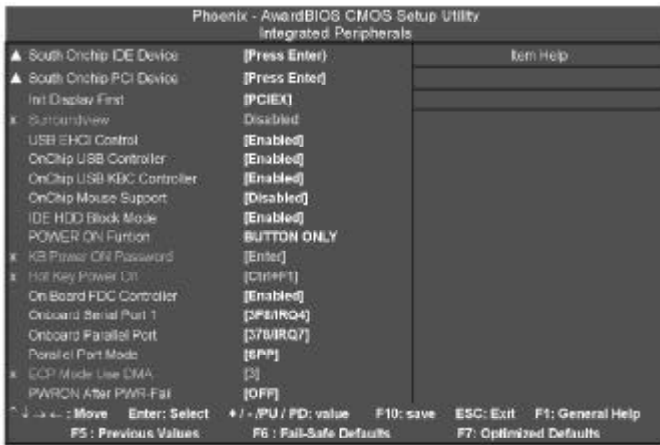 Phoenix - AwardBIOS CMOS Setup Utility
Integrated Peripherals
▲ South Onchip IDE Device [Press Enter] Item Help
▲ South Onchip PCI Device [Press Enter]
Init Display First [PCIEX]
x Surroundview Disabled
USB EHCI Control [Enabled]
OnChip USB Controller [Enabled]
OnChip USB KBC Controller [Enabled]
OnChip Mouse Support [Disabled]
IDE HDD Block Mode [Enabled]
POWER ON Funtion BUTTON ONLY
x KB Power ON Password [Enter]
x Hot Key Power On [Ctrl+F1]
On Board FDC Controller [Enabled]
Onboard Serial Port 1 [3F8/IRQ4]
Onboard Parallel Port [378/IRQ7]
Parallel Port Mode [SPP]
x ECP Mode Use DMA [3]
PWRON After PWR-Fail [OFF]
↑↓→← : Move Enter: Select + / - /PU / PD: value F10: save ESC: Exit F1: General Help
F5 : Previous Values F6 : Fail-Safe Defaults F7: Optimized Defaults